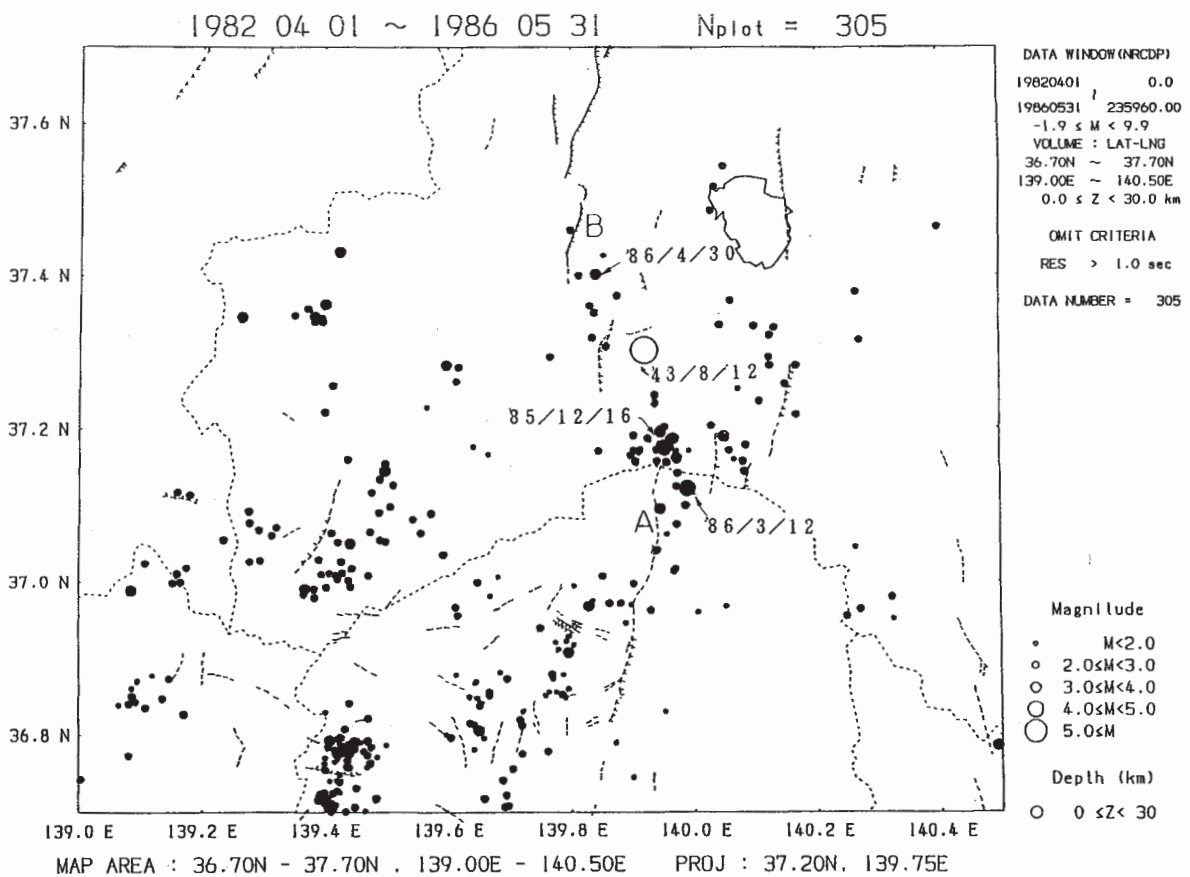 1982 04 01 ~ 1986 05 31 Nplot = 305
DATA WINDOW(NRCDP)
19820401 0.0
~
19860531 235960.00
-1.9 ≤ M < 9.9
VOLUME : LAT-LNG
36.70N ~ 37.70N
139.00E ~ 140.50E
0.0 ≤ Z < 30.0 km
OMIT CRITERIA
RES > 1.0 sec
DATA NUMBER = 305
37.6 N
37.4 N
37.2 N
37.0 N
36.8 N
B
86/4/30
43/8/12
85/12/16
A
86/3/12
Magnitude
M<2.0
2.0≤M<3.0
3.0≤M<4.0
4.0≤M<5.0
5.0≤M
Depth (km)
0 ≤Z< 30
139.0 E 139.2 E 139.4 E 139.6 E 139.8 E 140.0 E 140.2 E 140.4 E
MAP AREA : 36.70N - 37.70N , 139.00E - 140.50E PROJ : 37.20N, 139.75E